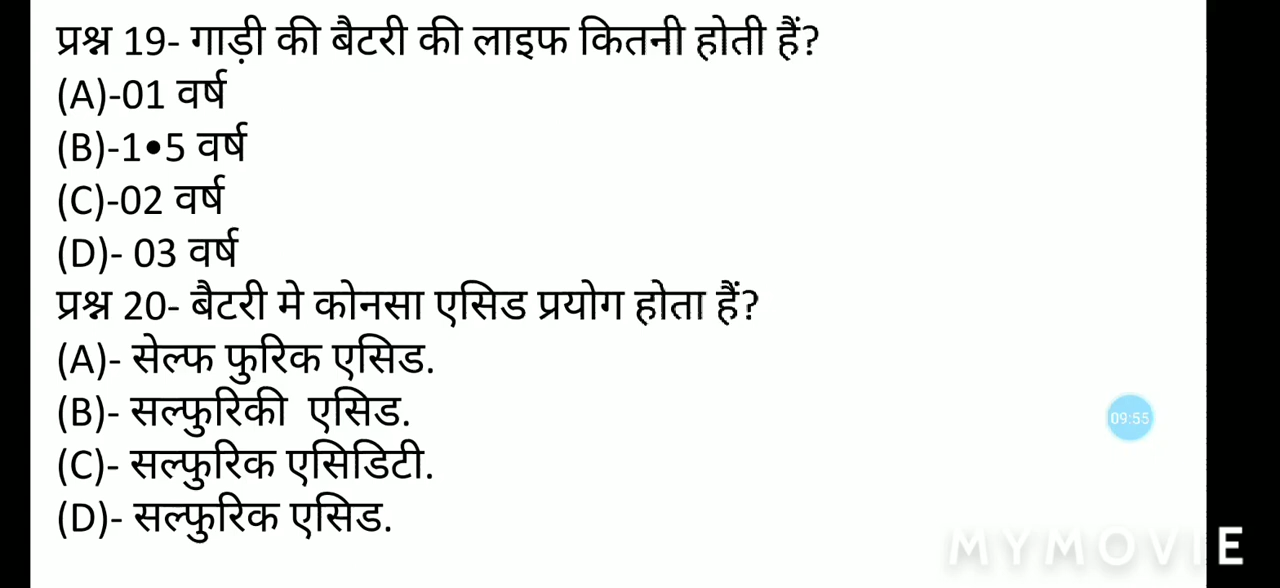 प्रश्न 19- गाड़ी की बैटरी की लाइफ कितनी होती हैं?
(A)-01 वर्ष
(B)-1•5 वर्ष
(C)-02 वर्ष
(D)- 03 वर्ष
प्रश्न 20- बैटरी मे कोनसा एसिड प्रयोग होता हैं?
(A)- सेल्फ फुरिक एसिड.
(B)- सल्फुरिकी एसिड.
(C)- सल्फुरिक एसिडिटी.
(D)- सल्फुरिक एसिड.
09:55
MYMOVIE